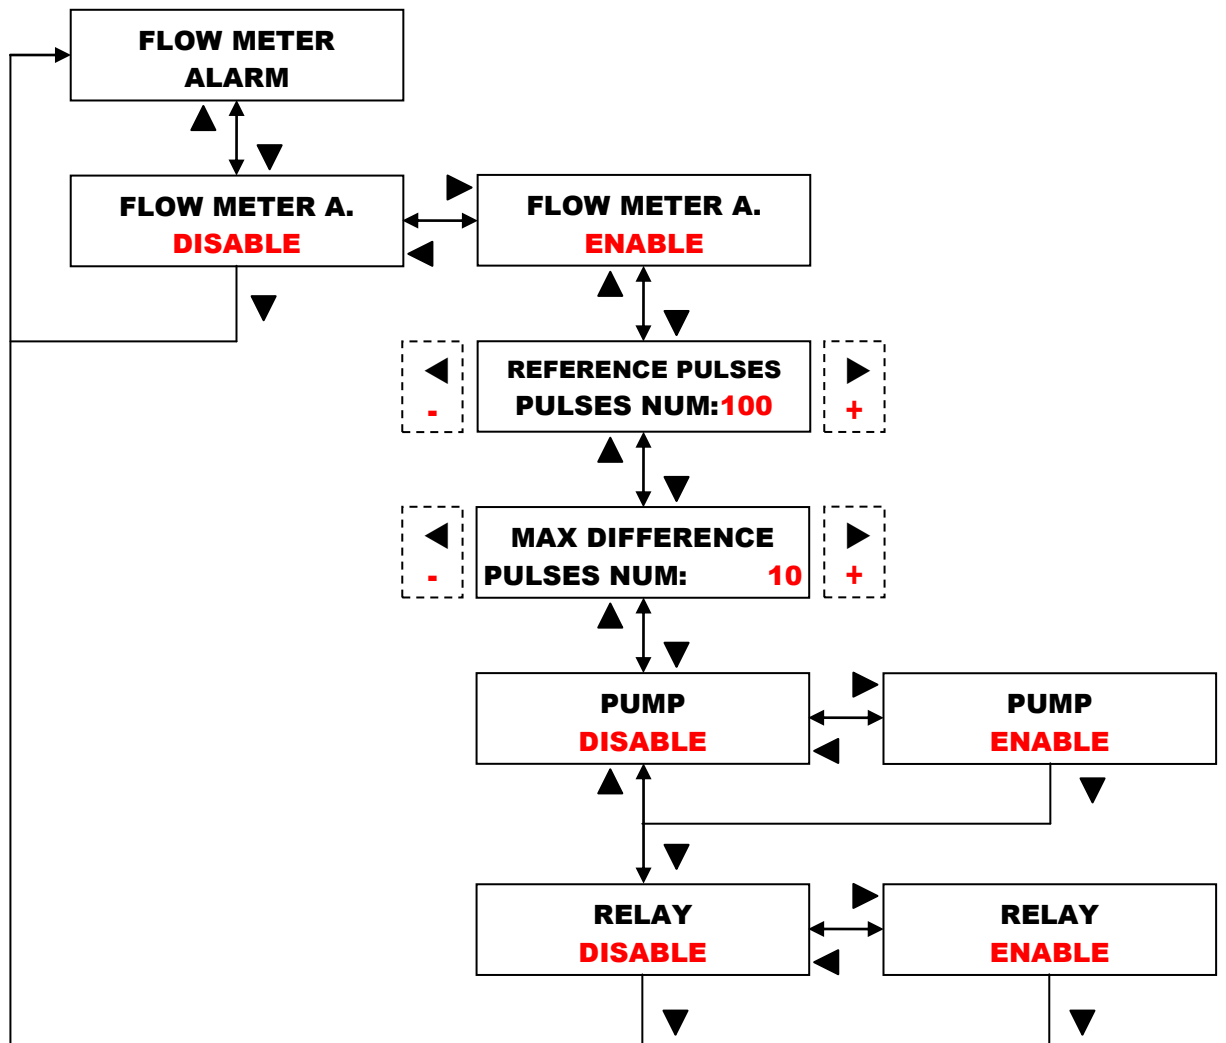 FLOW METER
ALARM
FLOW METER A.
DISABLE
FLOW METER A.
ENABLE
REFERENCE PULSES
PULSES NUM:100
-
+
MAX DIFFERENCE
PULSES NUM: 10
-
+
PUMP
DISABLE
PUMP
ENABLE
RELAY
DISABLE
RELAY
ENABLE